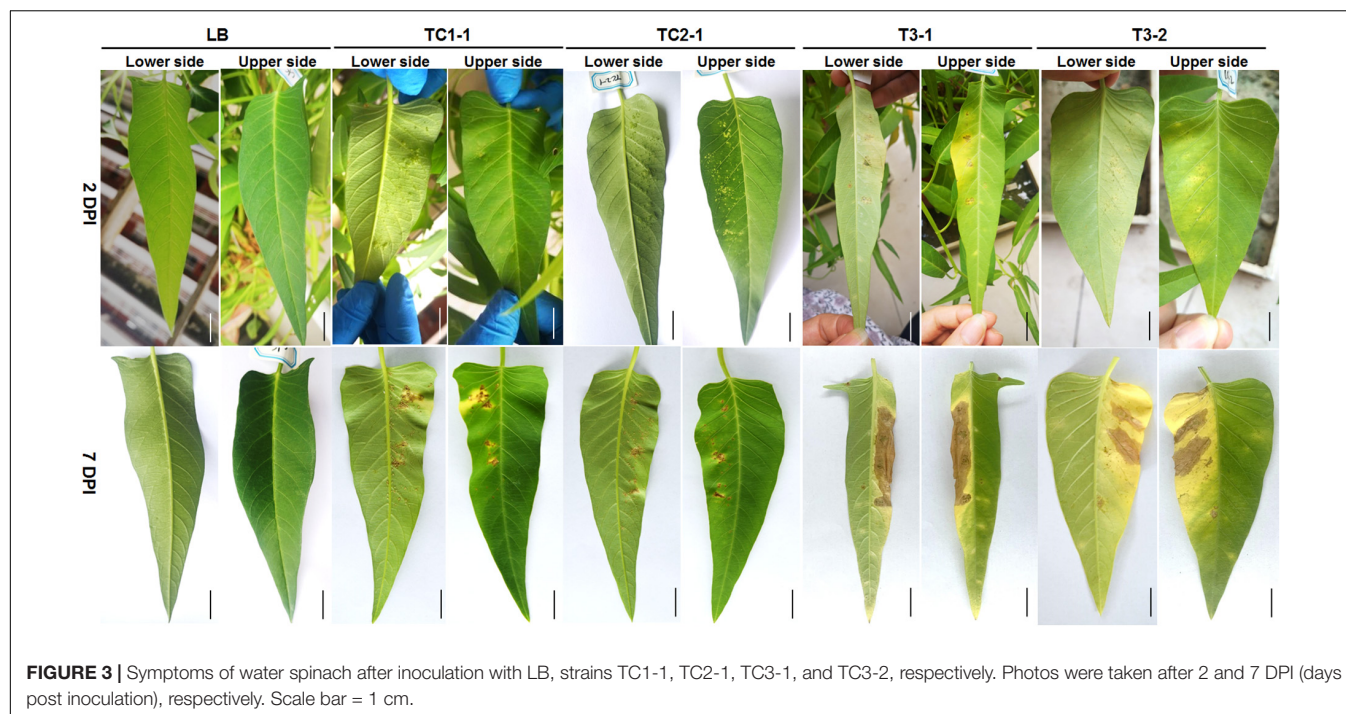 LB TC1-1 TC2-1 T3-1 T3-2
Lower side Upper side Lower side Upper side Lower side Upper side Lower side Upper side Lower side Upper side
2 DPI
7 DPI
FIGURE 3 | Symptoms of water spinach after inoculation with LB, strains TC1-1, TC2-1, TC3-1, and TC3-2, respectively. Photos were taken after 2 and 7 DPI (days
post inoculation), respectively. Scale bar = 1 cm.